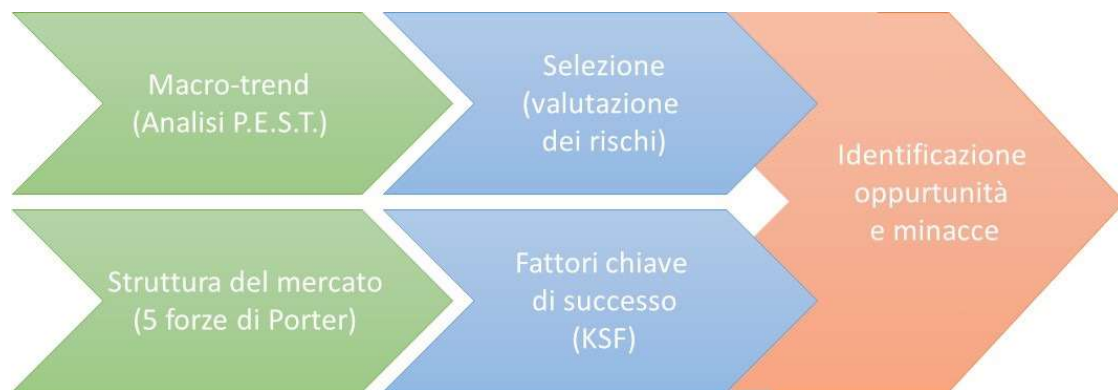 Macro-trend
(Analisi P.E.S.T.)
Selezione
(valutazione
dei rischi)
Struttura del mercato
(5 forze di Porter)
Fattori chiave
di successo
(KSF)
Identificazione
oppurtunità
e minacce